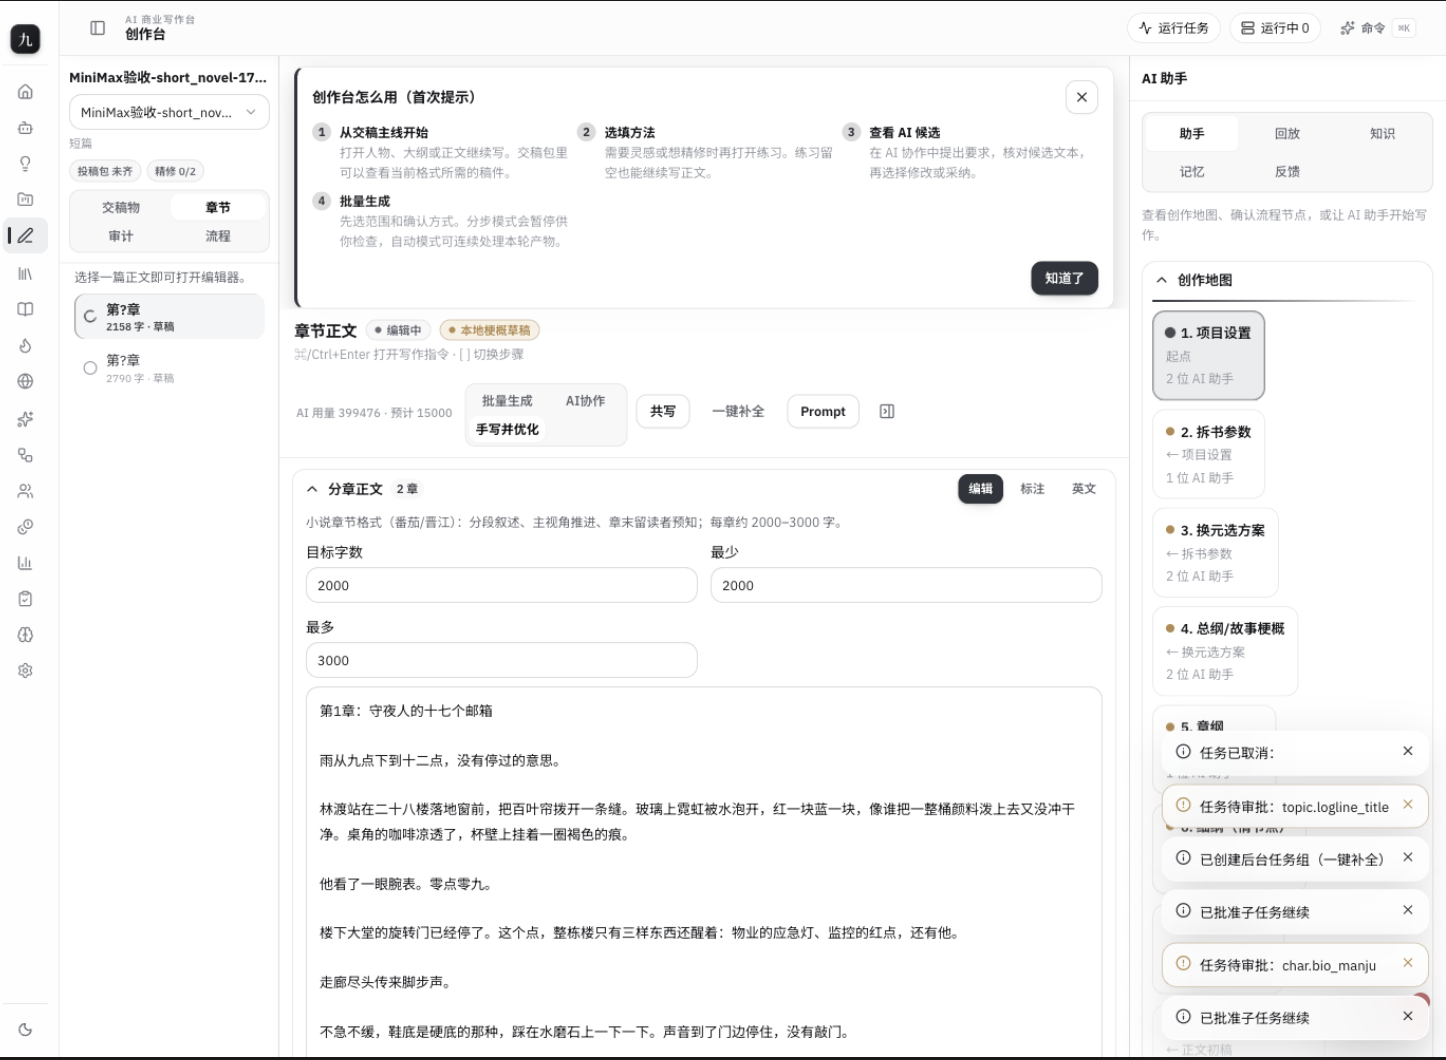 九
AI 商业写作台
创作台
运行任务
运行中 0
命令
⌘K
MiniMax验收-short_novel-17...
MiniMax验收-short_nov...
短篇
投稿包 未齐
精修 0/2
交稿物
章节
审计
流程
选择一篇正文即可打开编辑器。
第?章
2158 字 · 草稿
第?章
2790 字 · 草稿
创作台怎么用（首次提示）
1 从交稿主线开始
打开人物、大纲或正文继续写。交稿包里
可以查看当前格式所需的稿件。
2 选填方法
需要灵感或想精修时再打开练习。练习留
空也能继续写正文。
3 查看 AI 候选
在 AI 协作中提出要求，核对候选文本，
再选择修改或采纳。
4 批量生成
先选范围和确认方式。分步模式会暂停供
你检查，自动模式可连续处理本轮产物。
知道了
章节正文
编辑中
本地梗概草稿
⌘/Ctrl+Enter 打开写作指令 · [ ] 切换步骤
AI 用量 399476 · 预计 15000
批量生成
AI协作
手写并优化
共写
一键补全
Prompt
分章正文 2 章
编辑
标注
英文
小说章节格式（番茄/晋江）：分段叙述、主视角推进、章末留读者预知；每章约 2000–3000 字。
目标字数
最少
2000
2000
最多
3000
第1章：守夜人的十七个邮箱
雨从九点下到十二点，没有停过的意思。
林渡站在二十八楼落地窗前，把百叶帘拨开一条缝。玻璃上霓虹被水泡开，红一块蓝一块，像谁把一整桶颜料泼上去又没冲干
净。桌角的咖啡凉透了，杯壁上挂着一圈褐色的痕。
他看了一眼腕表。零点零九。
楼下大堂的旋转门已经停了。这个点，整栋楼只有三样东西还醒着：物业的应急灯、监控的红点，还有他。
走廊尽头传来脚步声。
不急不缓，鞋底是硬底的那种，踩在水磨石上一下一下。声音到了门边停住，没有敲门。
AI 助手
助手
回放
知识
记忆
反馈
查看创作地图、确认流程节点，或让 AI 助手开始写
作。
创作地图
1. 项目设置
起点
2 位 AI 助手
2. 拆书参数
← 项目设置
1 位 AI 助手
3. 换元选方案
← 拆书参数
2 位 AI 助手
4. 总纲/故事梗概
← 换元选方案
2 位 AI 助手
5. 章纲
任务已取消：
任务待审批：topic.logline_title
6. 细纲（情节点）
已创建后台任务组（一键补全）
已批准子任务继续
任务待审批：char.bio_manju
已批准子任务继续
← 正文初稿